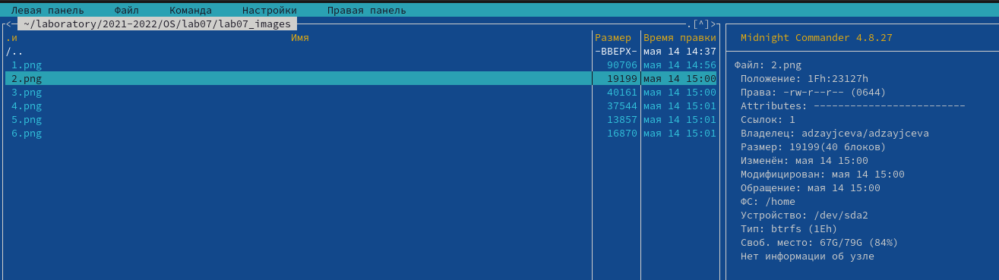 Левая панель Файл Команда Настройки Правая панель
<- ~/laboratory/2021-2022/OS/lab07/lab07_images .[^]>
.и Имя Размер Время правки
/.. -ВВЕРХ- мая 14 14:37
1.png 90706 мая 14 14:56
2.png 19199 мая 14 15:00
3.png 40161 мая 14 15:00
4.png 37544 мая 14 15:01
5.png 13857 мая 14 15:01
6.png 16870 мая 14 15:01
Midnight Commander 4.8.27
Файл: 2.png
Положение: 1Fh:23127h
Права: -rw-r--r-- (0644)
Attributes: -------------------------
Ссылок: 1
Владелец: adzayjceva/adzayjceva
Размер: 19199(40 блоков)
Изменён: мая 14 15:00
Модифицирован: мая 14 15:00
Обращение: мая 14 15:00
ФС: /home
Устройство: /dev/sda2
Тип: btrfs (1Eh)
Своб. место: 67G/79G (84%)
Нет информации об узле